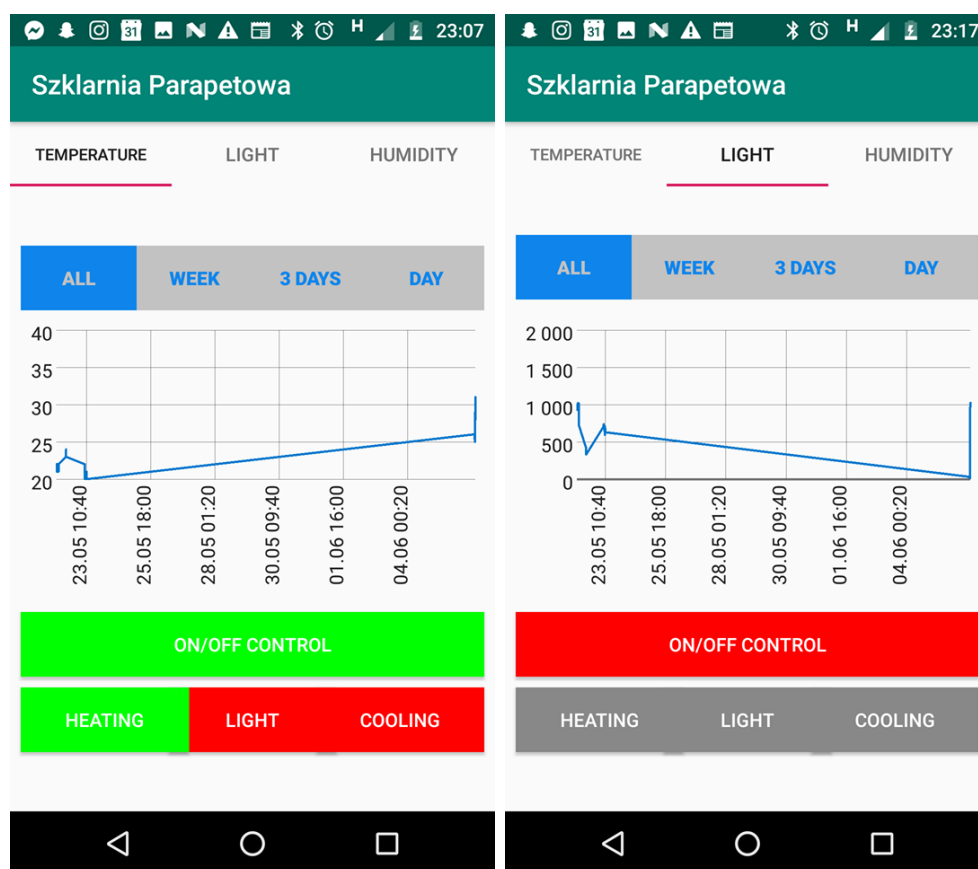 31 H 23:07
Szklarnia Parapetowa
TEMPERATURE LIGHT HUMIDITY
ALL WEEK 3 DAYS DAY
40
35
30
25
20
23.05 10:40
25.05 18:00
28.05 01:20
30.05 09:40
01.06 16:00
04.06 00:20
ON/OFF CONTROL
HEATING LIGHT COOLING
31 H 23:17
Szklarnia Parapetowa
TEMPERATURE LIGHT HUMIDITY
ALL WEEK 3 DAYS DAY
2 000
1 500
1 000
500
0
23.05 10:40
25.05 18:00
28.05 01:20
30.05 09:40
01.06 16:00
04.06 00:20
ON/OFF CONTROL
HEATING LIGHT COOLING